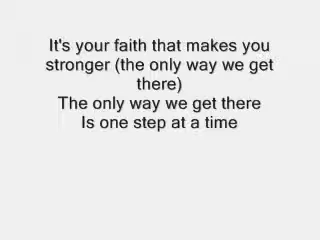 It's your faith that makes you
stronger (the only way we get
there)
The only way we get there
Is one step at a time